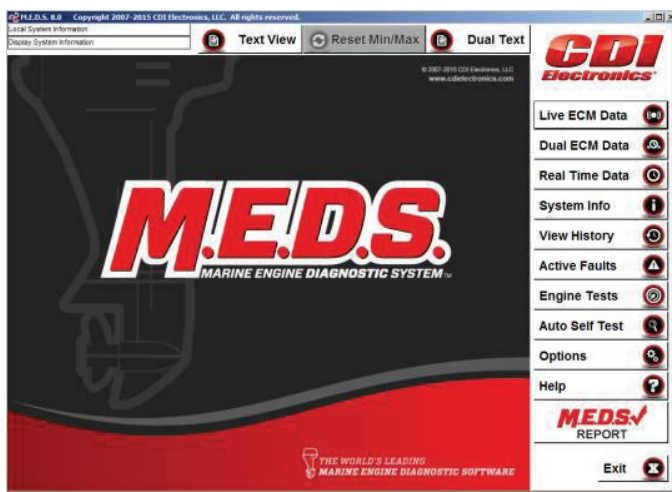 M.E.D.S. 8.0 Copyright 2007-2015 CDI Electronics, LLC. All rights reserved.
Local System Information
Display System Information
Text View
Reset Min/Max
Dual Text
© 2007-2015 CDI Electronics, LLC
www.cdielectronics.com
CDI
Electronics
Live ECM Data
Dual ECM Data
Real Time Data
System Info
View History
Active Faults
Engine Tests
Auto Self Test
Options
Help
M.E.D.S.
REPORT
Exit
M.E.D.S.
MARINE ENGINE DIAGNOSTIC SYSTEM™
THE WORLD'S LEADING
MARINE ENGINE DIAGNOSTIC SOFTWARE